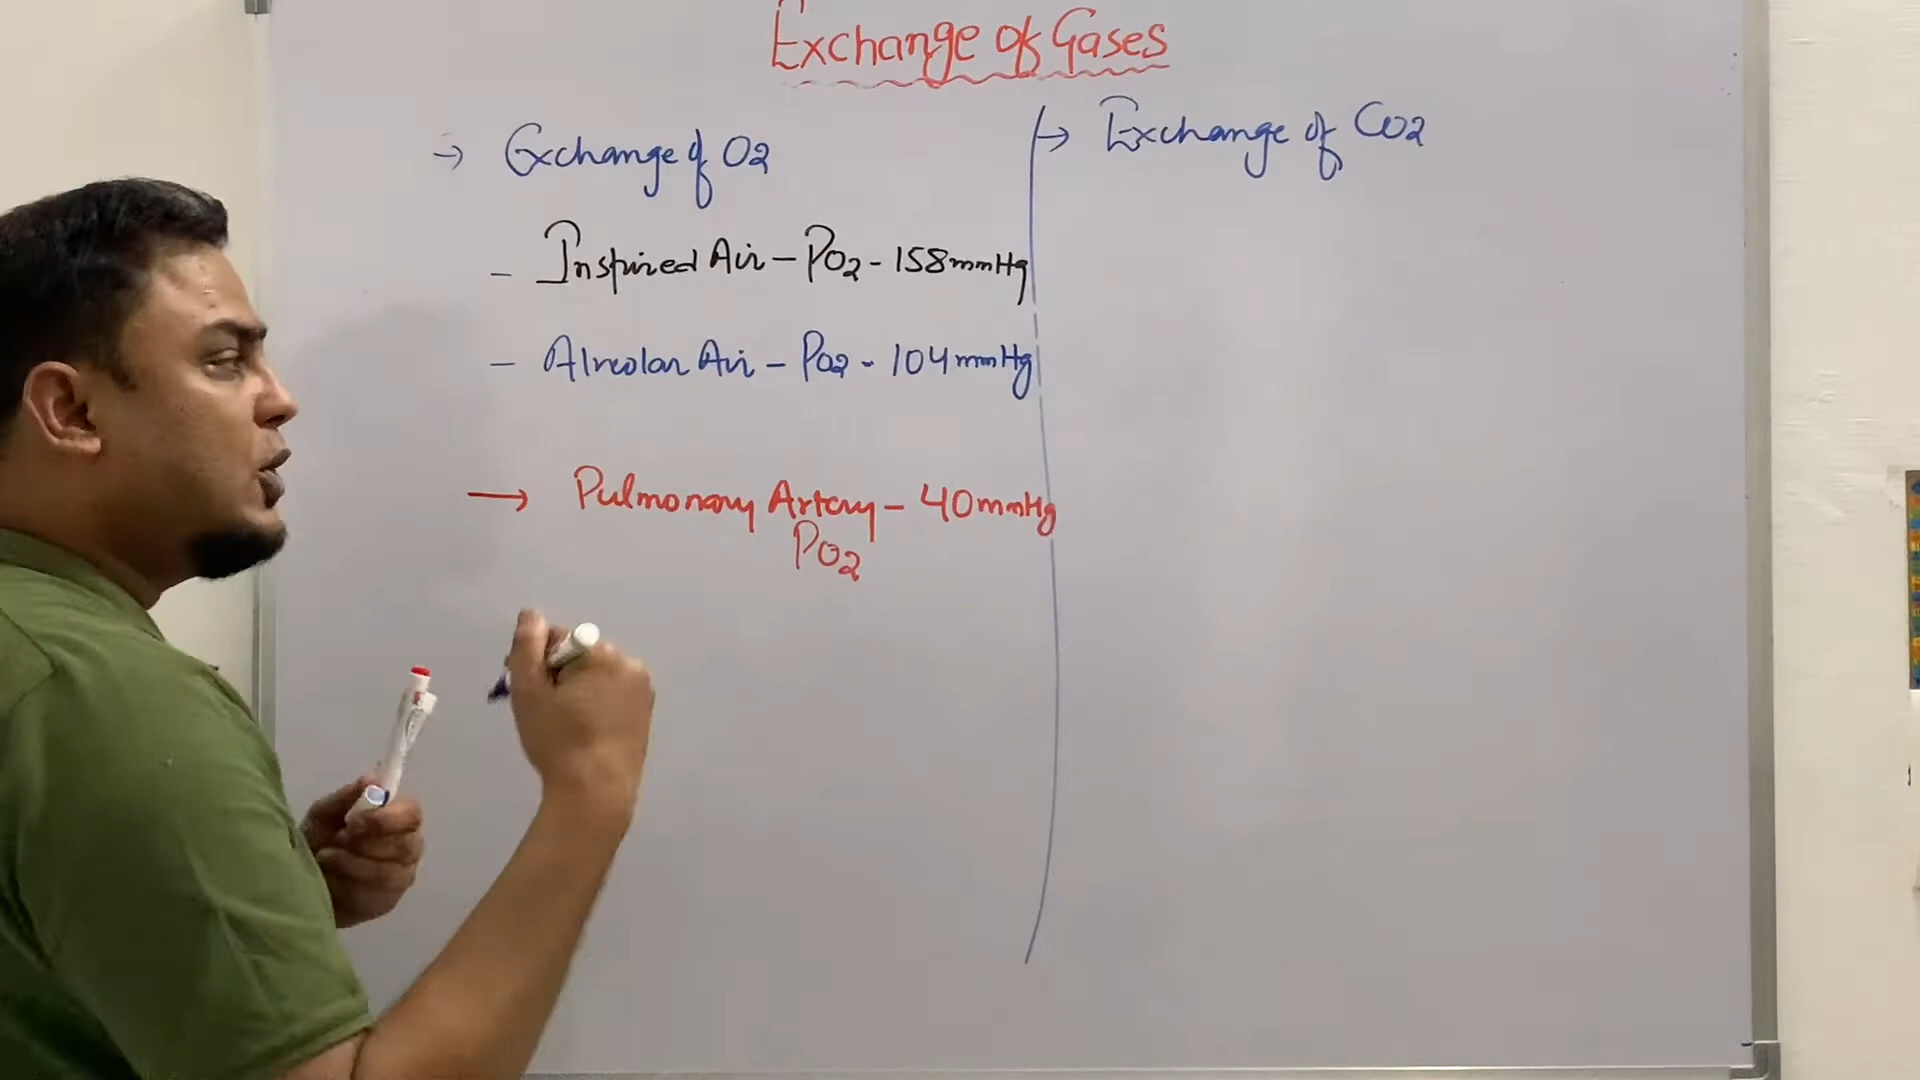 Exchange of Gases
→ Exchange of O2
- Inspired Air - PO2 - 158mmHg
- Alveolar Air - PO2 - 104mmHg
→ Pulmonary Artery - 40mmHg
PO2
→ Exchange of CO2